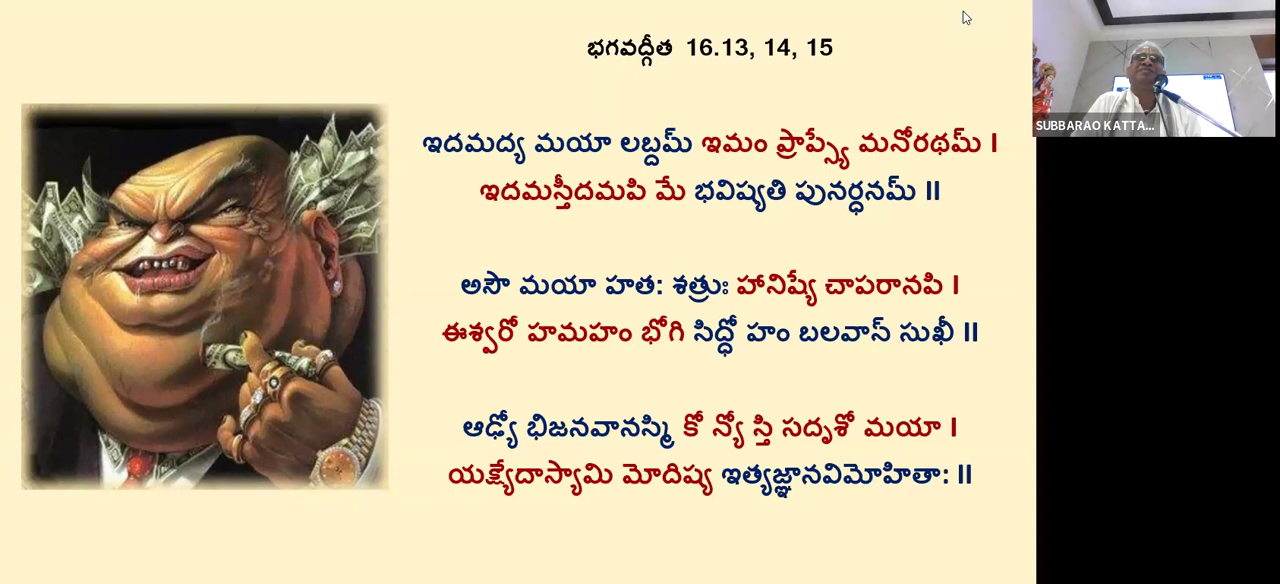 భగవద్గీత 16.13, 14, 15
ఇదమద్య మయా లబ్దమ్ ఇమం ప్రాప్స్యే మనోరథమ్ ।
ఇదమస్తీదమపి మే భవిష్యతి పునర్ధనమ్ ॥
అసౌ మయా హత: శత్రుః హానిష్యే చాపరానపి ।
ఈశ్వరో హమహం భోగి సిద్ధో హం బలవాస్ సుఖీ ॥
ఆఢ్యో భిజనవానస్మి కో న్యో స్తి సదృశో మయా ।
యక్ష్యేదాస్యామి మోదిష్య ఇత్యజ్ఞానవిమోహితా: ॥
SUBBARAO KATTA...